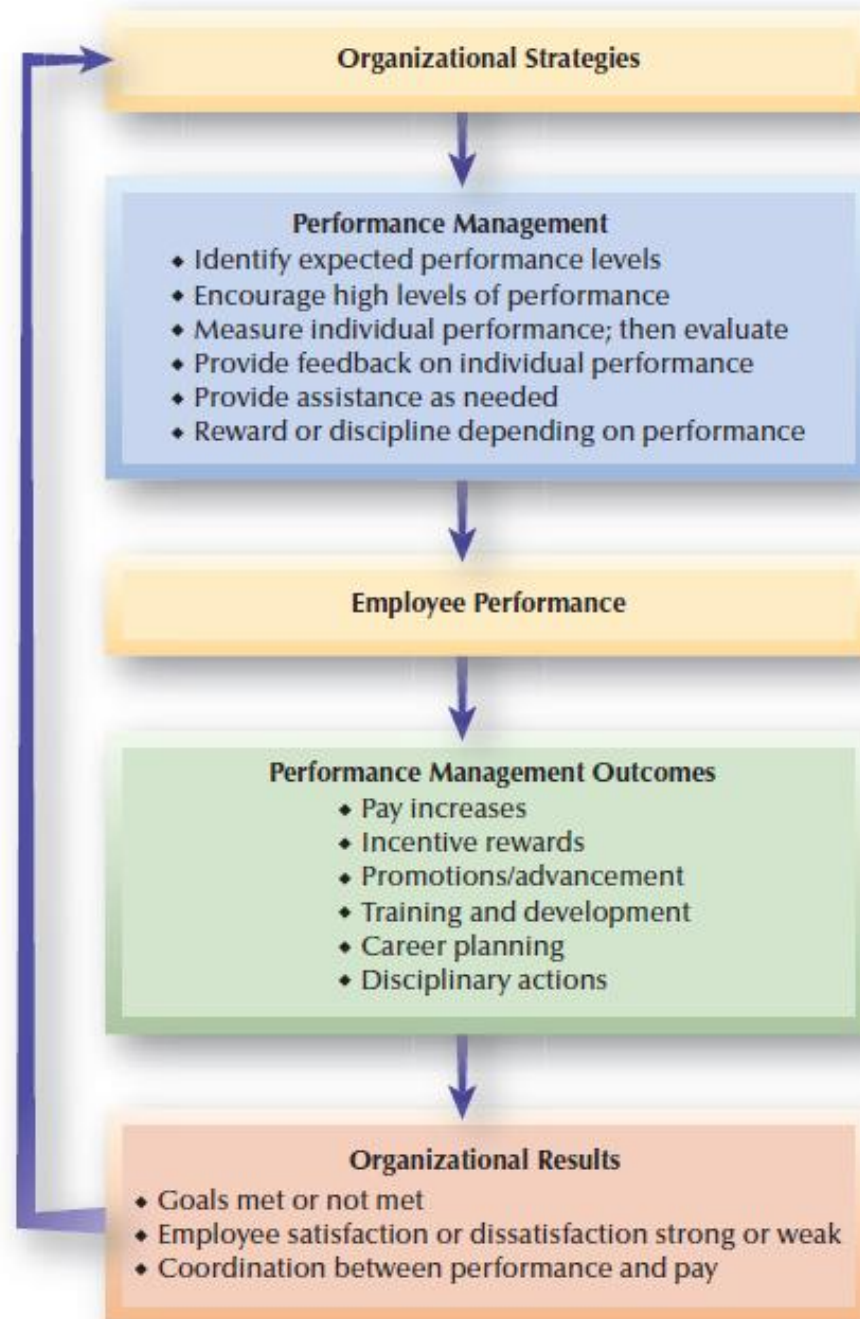 Organizational Strategies
Performance Management
◆ Identify expected performance levels
◆ Encourage high levels of performance
◆ Measure individual performance; then evaluate
◆ Provide feedback on individual performance
◆ Provide assistance as needed
◆ Reward or discipline depending on performance
Employee Performance
Performance Management Outcomes
◆ Pay increases
◆ Incentive rewards
◆ Promotions/advancement
◆ Training and development
◆ Career planning
◆ Disciplinary actions
Organizational Results
◆ Goals met or not met
◆ Employee satisfaction or dissatisfaction strong or weak
◆ Coordination between performance and pay